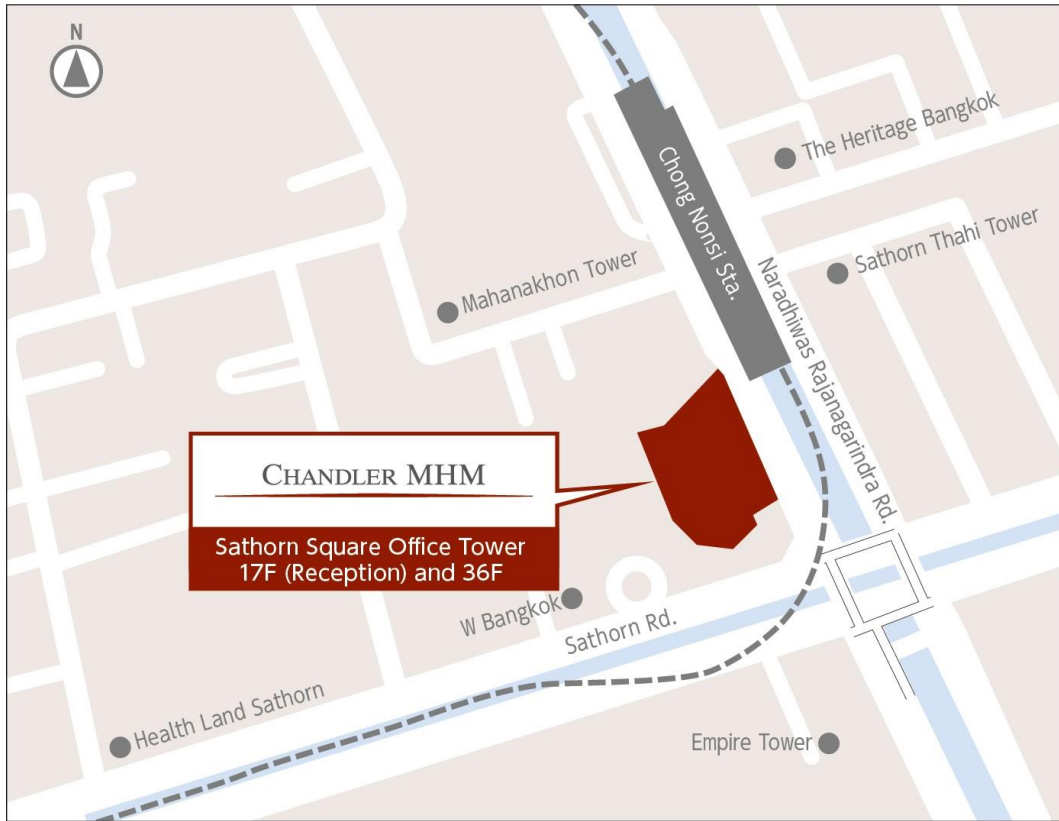 N
The Heritage Bangkok
Chong Nonsi Sta.
Sathorn Thahi Tower
Mahanakhon Tower
Naradhiwas Rajanagarindra Rd.
CHANDLER MHM
Sathorn Square Office Tower
17F (Reception) and 36F
W Bangkok
Sathorn Rd.
Health Land Sathorn
Empire Tower